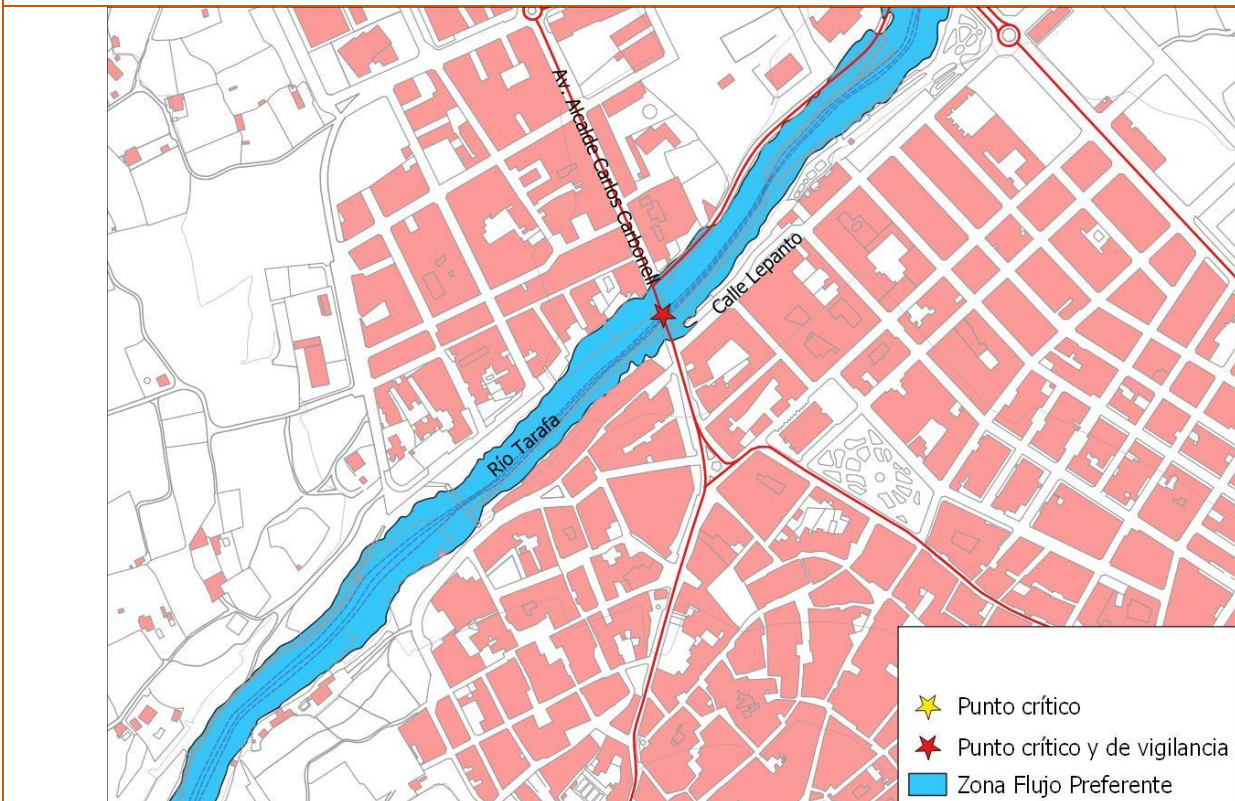 Av. Alcalde Carlos Carbonell
Calle Lepanto
Río Tarafa
Punto crítico
Punto crítico y de vigilancia
Zona Flujo Preferente